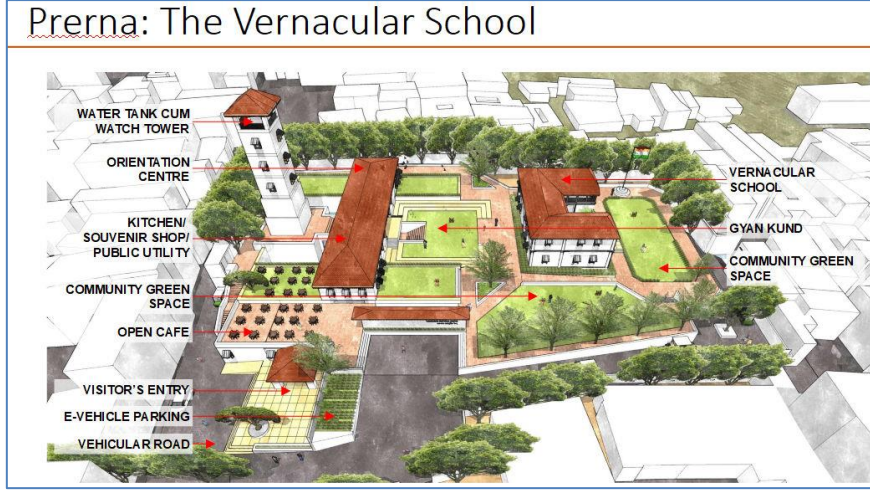 Prerna: The Vernacular School
WATER TANK CUM
WATCH TOWER
ORIENTATION
CENTRE
KITCHEN/
SOUVENIR SHOP/
PUBLIC UTILITY
COMMUNITY GREEN
SPACE
OPEN CAFE
VISITOR'S ENTRY
E-VEHICLE PARKING
VEHICULAR ROAD
VERNACULAR
SCHOOL
GYAN KUND
COMMUNITY GREEN
SPACE